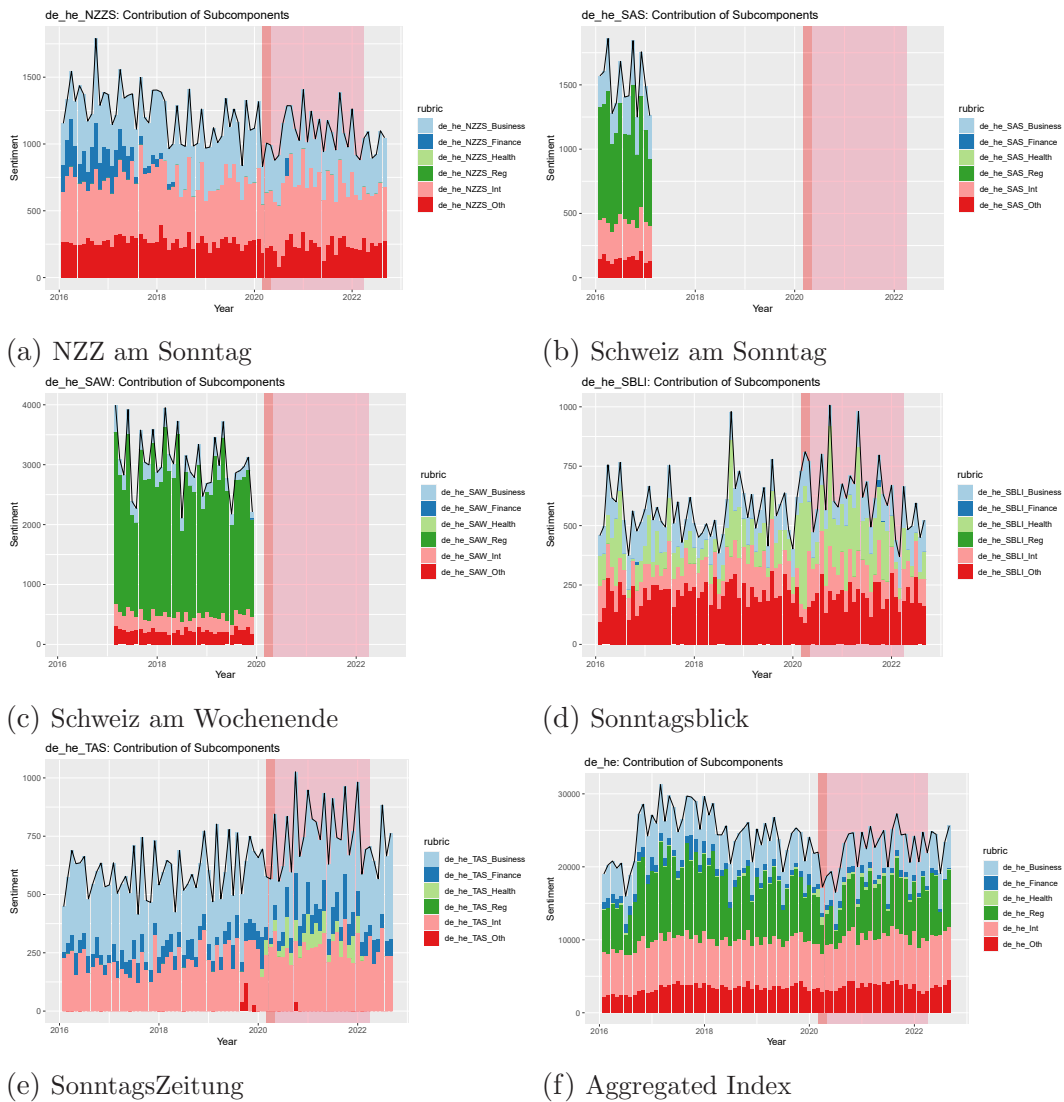 de_he_NZZS: Contribution of Subcomponents
1500
1000
500
0
Sentiment
2016
2018
2020
2022
Year
rubric
de_he_NZZS_Business
de_he_NZZS_Finance
de_he_NZZS_Health
de_he_NZZS_Reg
de_he_NZZS_Int
de_he_NZZS_Oth
(a) NZZ am Sonntag
de_he_SAS: Contribution of Subcomponents
1500
1000
500
0
Sentiment
2016
2018
2020
2022
Year
rubric
de_he_SAS_Business
de_he_SAS_Finance
de_he_SAS_Health
de_he_SAS_Reg
de_he_SAS_Int
de_he_SAS_Oth
(b) Schweiz am Sonntag
de_he_SAW: Contribution of Subcomponents
4000
3000
2000
1000
0
Sentiment
2016
2018
2020
2022
Year
rubric
de_he_SAW_Business
de_he_SAW_Finance
de_he_SAW_Health
de_he_SAW_Reg
de_he_SAW_Int
de_he_SAW_Oth
(c) Schweiz am Wochenende
de_he_SBLI: Contribution of Subcomponents
1000
750
500
250
0
Sentiment
2016
2018
2020
2022
Year
rubric
de_he_SBLI_Business
de_he_SBLI_Finance
de_he_SBLI_Health
de_he_SBLI_Reg
de_he_SBLI_Int
de_he_SBLI_Oth
(d) Sonntagsblick
de_he_TAS: Contribution of Subcomponents
1000
750
500
250
0
Sentiment
2016
2018
2020
2022
Year
rubric
de_he_TAS_Business
de_he_TAS_Finance
de_he_TAS_Health
de_he_TAS_Reg
de_he_TAS_Int
de_he_TAS_Oth
(e) SonntagsZeitung
de_he: Contribution of Subcomponents
30000
20000
10000
0
Sentiment
2016
2018
2020
2022
Year
rubric
de_he_Business
de_he_Finance
de_he_Health
de_he_Reg
de_he_Int
de_he_Oth
(f) Aggregated Index